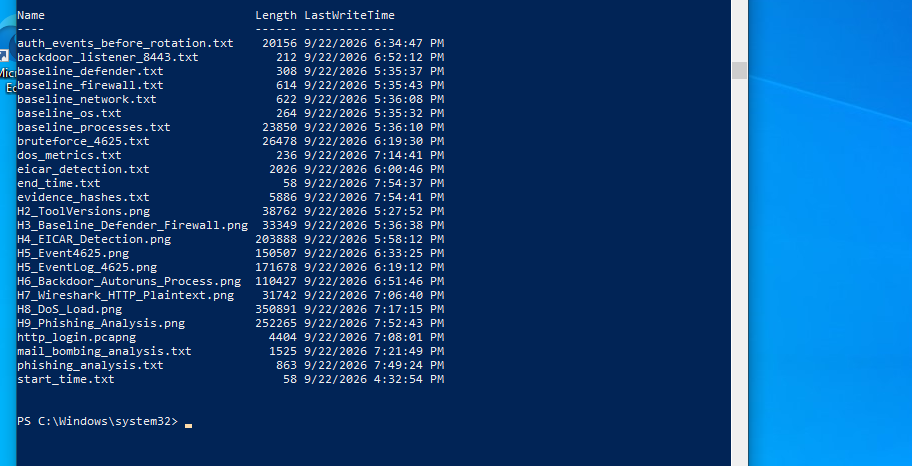 Name Length LastWriteTime
---- ------ -------------
auth_events_before_rotation.txt 20156 9/22/2026 6:34:47 PM
backdoor_listener_8443.txt 212 9/22/2026 6:52:12 PM
baseline_defender.txt 308 9/22/2026 5:35:37 PM
baseline_firewall.txt 614 9/22/2026 5:35:43 PM
baseline_network.txt 622 9/22/2026 5:36:08 PM
baseline_os.txt 264 9/22/2026 5:35:32 PM
baseline_processes.txt 23850 9/22/2026 5:36:10 PM
bruteforce_4625.txt 26478 9/22/2026 6:19:30 PM
dos_metrics.txt 236 9/22/2026 7:14:41 PM
eicar_detection.txt 2026 9/22/2026 6:00:46 PM
end_time.txt 58 9/22/2026 7:54:37 PM
evidence_hashes.txt 5886 9/22/2026 7:54:41 PM
H2_ToolVersions.png 38762 9/22/2026 5:27:52 PM
H3_Baseline_Defender_Firewall.png 33349 9/22/2026 5:36:38 PM
H4_EICAR_Detection.png 203888 9/22/2026 5:58:12 PM
H5_Event4625.png 150507 9/22/2026 6:33:25 PM
H5_EventLog_4625.png 171678 9/22/2026 6:19:12 PM
H6_Backdoor_Autoruns_Process.png 110427 9/22/2026 6:51:46 PM
H7_Wireshark_HTTP_Plaintext.png 31742 9/22/2026 7:06:40 PM
H8_DoS_Load.png 350891 9/22/2026 7:17:15 PM
H9_Phishing_Analysis.png 252265 9/22/2026 7:52:43 PM
http_login.pcapng 4404 9/22/2026 7:08:01 PM
mail_bombing_analysis.txt 1525 9/22/2026 7:21:49 PM
phishing_analysis.txt 863 9/22/2026 7:49:24 PM
start_time.txt 58 9/22/2026 4:32:54 PM
PS C:\Windows\system32>